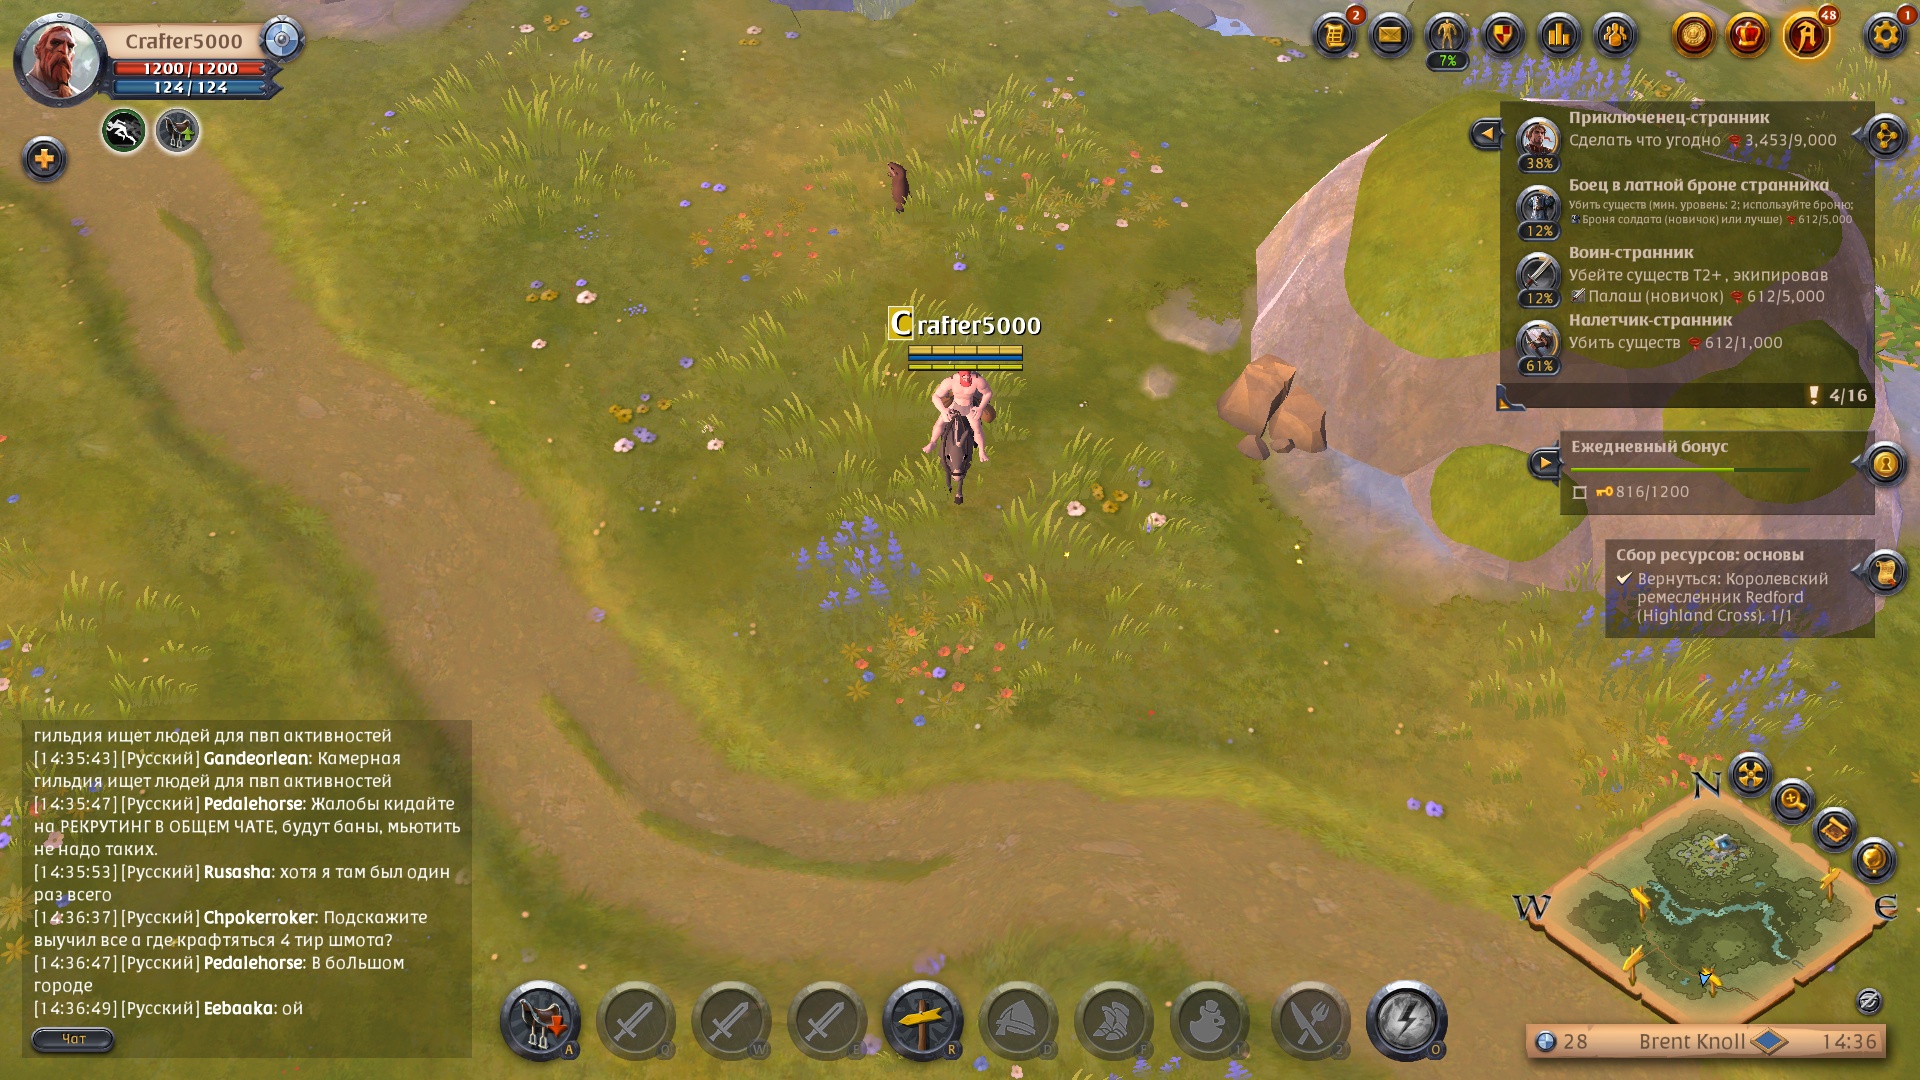 Crafter5000
1200 / 1200
124 / 124
2
7%
48
1
Приключенец-странник
Сделать что угодно 3,453/9,000
38%
Боец в латной броне странника
Убить существ (мин. уровень: 2; используйте броню:
Броня солдата (новичок) или лучше) 612/5,000
12%
Воин-странник
Убейте существ T2+ , экипировав
Палаш (новичок) 612/5,000
12%
Налетчик-странник
Убить существ 612/1,000
61%
4/16
Ежедневный бонус
816/1200
Сбор ресурсов: основы
Вернуться: Королевский
ремесленник Redford
(Highland Cross). 1/1
Crafter5000
гильдия ищет людей для пвп активностей
[14:35:43] [Русский] Gandeorlean: Камерная
гильдия ищет людей для пвп активностей
[14:35:47] [Русский] Pedalehorse: Жалобы кидайте
на РЕКРУТИНГ В ОБЩЕМ ЧАТЕ, будут баны, мьютить
не надо таких.
[14:35:53] [Русский] Rusasha: хотя я там был один
раз всего
[14:36:37] [Русский] Chpokerroker: Подскажите
выучил все а где крафтяться 4 тир шмота?
[14:36:47] [Русский] Pedalehorse: В боЛЬшом
городе
[14:36:49] [Русский] Eebaaka: ой
Чат
A
Q
W
E
R
D
F
1
2
O
N
W
E
28
Brent Knoll
14:36